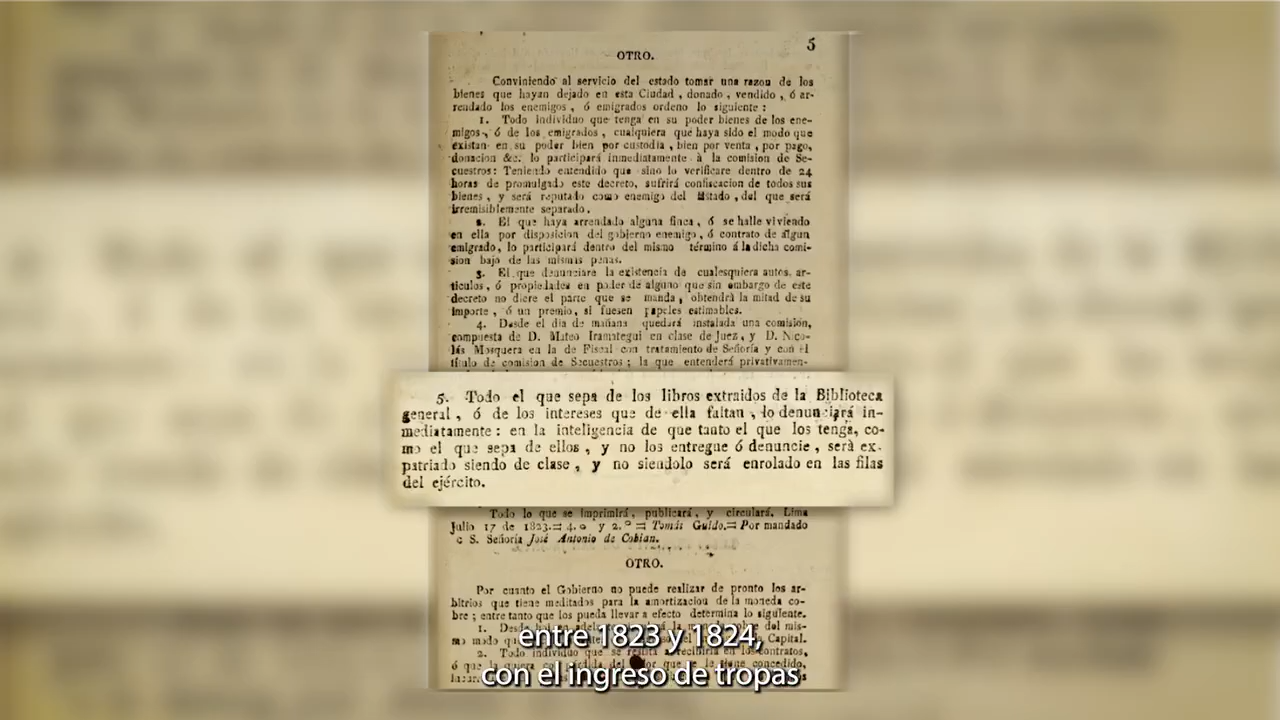 5
OTRO.
Conviniendo al servicio del estado tomar una razon de los
bienes que hayan dejado en esta Ciudad, donado, vendido, ó ar-
rendado los enemigos, ó emigrados ordeno lo siguiente:
1. Todo individuo que tenga en su poder bienes de los ene-
migos, ó de los emigrados, cualquiera que haya sido el modo que
existan en su poder bien por custodia, bien por venta, por pago,
donacion &c. lo participará inmediatamente à la comision de Se-
cuestros: Teniendo entendido que sino lo verificare dentro de 24
horas de promulgado este decreto, sufrirá confiscacion de todos sus
bienes, y será reputado como enemigo del Estado, del que será
irremisiblemente separado.
2. El que haya arrendado alguna finca, ó se halle viviendo
en ella por disposicion del gobierno enemigo, ó contrato de algun
emigrado, lo participará dentro del mismo término á la dicha comi-
sion bajo de las mismas penas.
3. El que denunciare la existencia de cualesquiera autos, ar-
ticulos, ó propiedades en poder de alguno que sin embargo de este
decreto no diere el parte que se manda, obtendrá la mitad de su
importe, ó un premio, si fuesen papeles estimables.
4. Desde el dia de mañana quedará instalada una comision,
compuesta de D. Mateo Iramategui en clase de Juez, y D. Nico-
lás Mosquera en la de Fiscal con tratamiento de Señoría y con el
título de comision de Secuestros; la que entenderá privativamen-
5. Todo el que sepa de los libros extraidos de la Biblioteca
general, ó de los intereses que de ella faltan, lo denunciará in-
mediatamente: en la inteligencia de que tanto el que los tenga, co-
mo el que sepa de ellos, y no los entregue ó denuncie, será ex-
patriado siendo de clase, y no siendolo será enrolado en las filas
del ejército.
Todo lo que se imprimirá, publicará, y circulará. Lima
Julio 17 de 1823.= 4.º y 2.º = Tomás Guido.= Por mandado
S. Señoría José Antonio de Cobian.
OTRO.
Por cuanto el Gobierno no puede realizar de pronto los ar-
bitrios que tiene meditados para la amortizacion de la moneda co-
bre; entre tanto que los pueda llevar a efecto determina lo siguiente.
1. del mis-
mo modo Capital.
2. Todo individuo que se contratos,
concedido,
entre 1823 y 1824,
con el ingreso de tropas